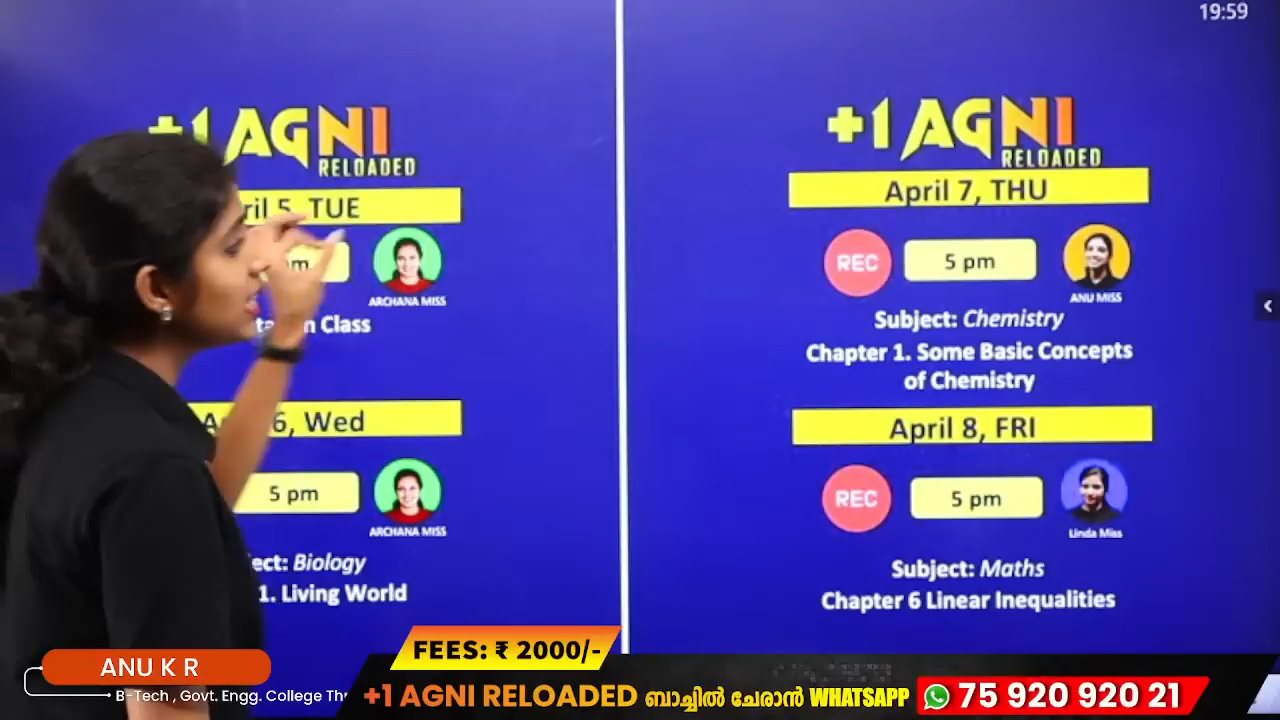 19:59
+1 AGNI
RELOADED
ril 5, TUE
pm
ARCHANA MISS
n Class
6, Wed
5 pm
ARCHANA MISS
ect: Biology
1. Living World
+1 AGNI
RELOADED
April 7, THU
REC
5 pm
ANU MISS
Subject: Chemistry
Chapter 1. Some Basic Concepts
of Chemistry
April 8, FRI
REC
5 pm
Linda Miss
Subject: Maths
Chapter 6 Linear Inequalities
FEES: ₹ 2000/-
ANU K R
B-Tech , Govt. Engg. College Th
+1 AGNI RELOADED ബാച്ചിൽ ചേരാൻ WHATSAPP 75 920 920 21